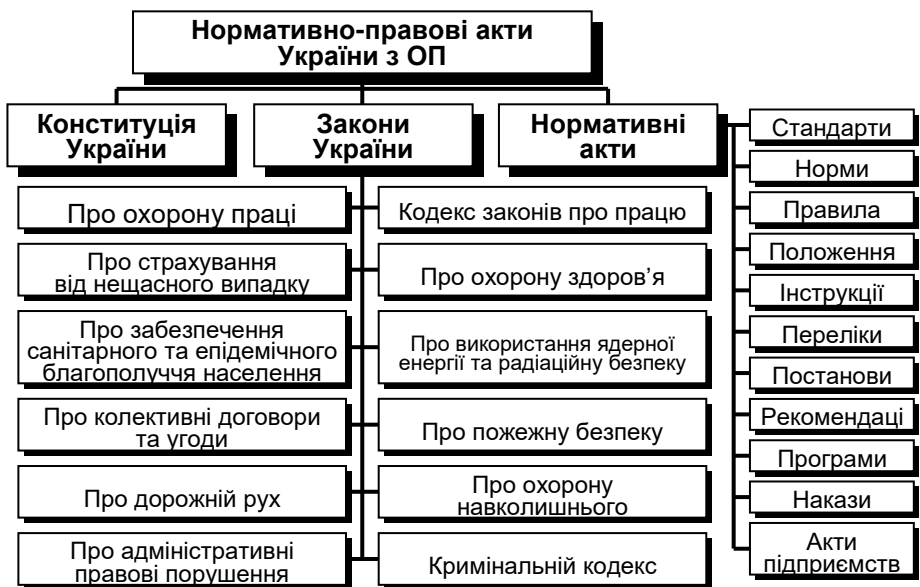 Нормативно-правові акти
України з ОП
Конституція
України
Закони
України
Нормативні
акти
Про охорону праці
Кодекс законів про працю
Про страхування
від нещасного випадку
Про охорону здоров’я
Про забезпечення
санітарного та епідемічного
благополуччя населення
Про використання ядерної
енергії та радіаційну безпеку
Про колективні договори
та угоди
Про пожежну безпеку
Про дорожній рух
Про охорону
навколишнього
Про адміністративні
правові порушення
Кримінальній кодекс
Стандарти
Норми
Правила
Положення
Інструкції
Переліки
Постанови
Рекомендаці
Програми
Накази
Акти
підприємств